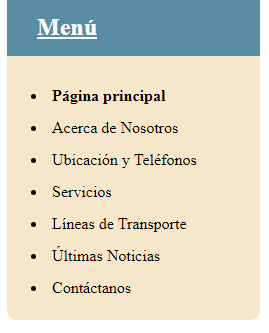 Menú
Página principal
Acerca de Nosotros
Ubicación y Teléfonos
Servicios
Líneas de Transporte
Últimas Noticias
Contáctanos